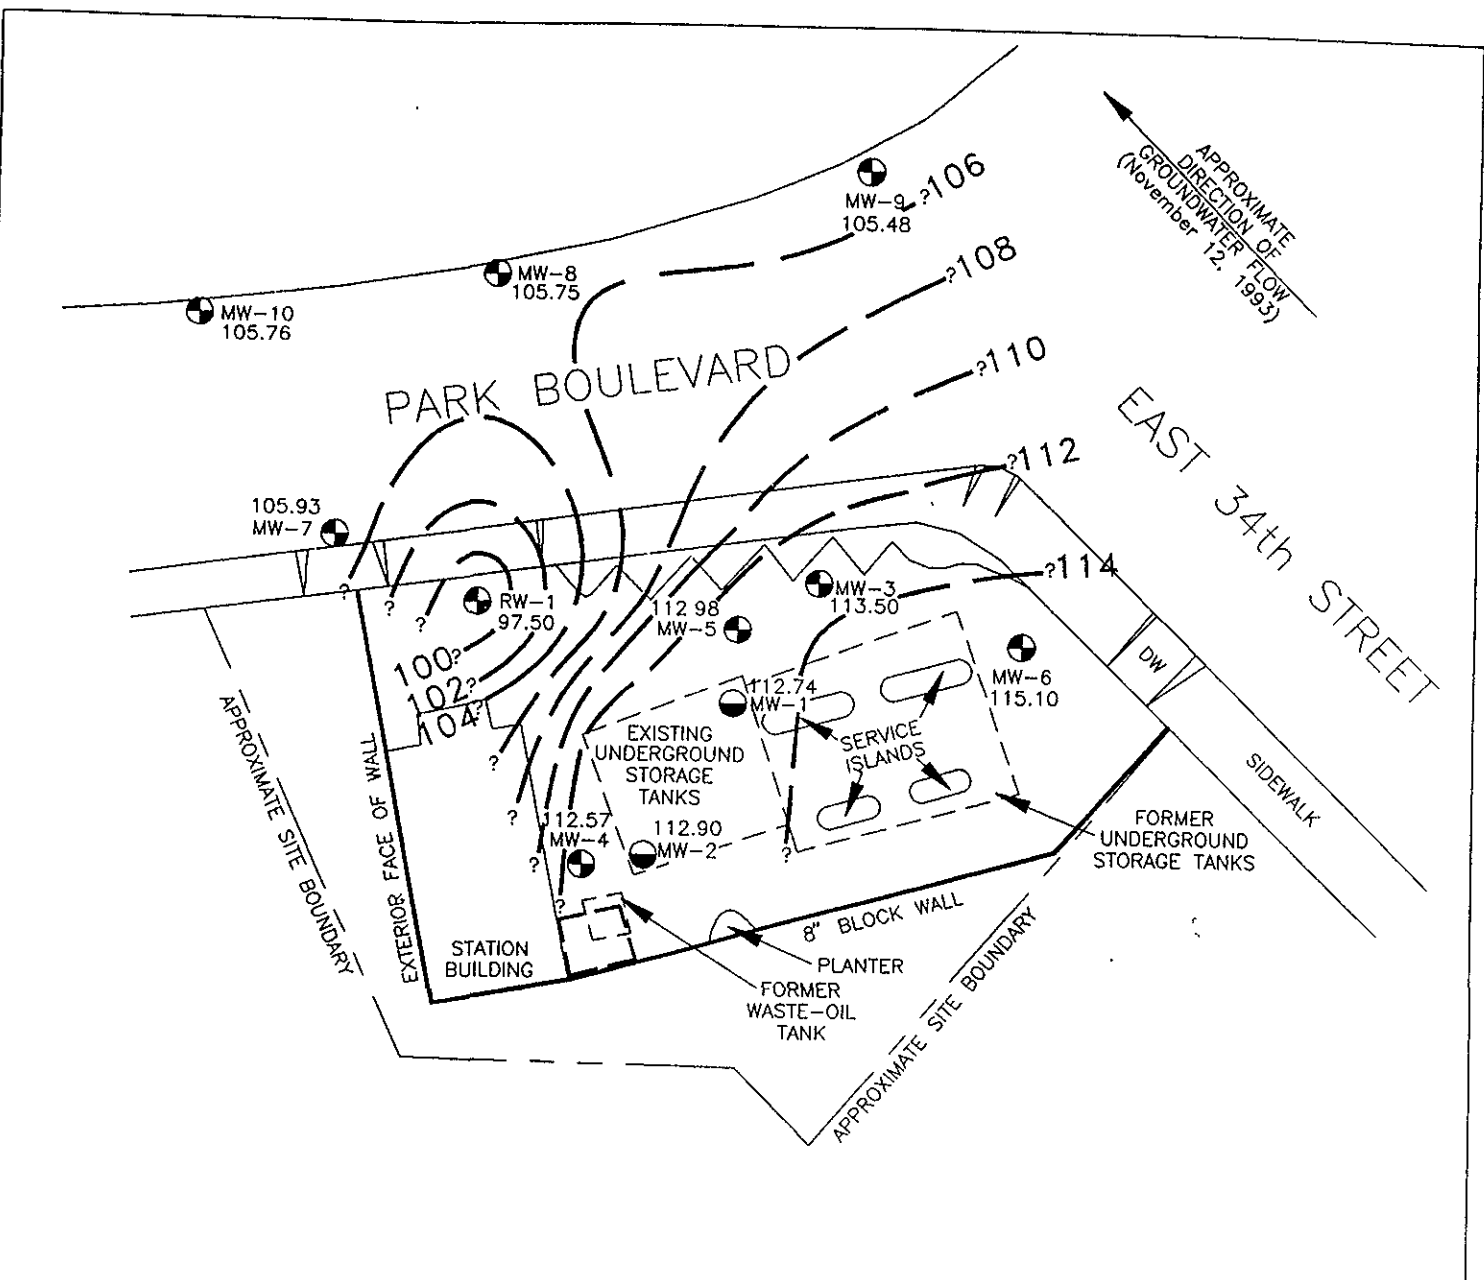 APPROXIMATE
DIRECTION OF
GROUNDWATER FLOW
(November 12, 1993)
?106
MW-9
105.48
?108
MW-8
105.75
MW-10
105.76
?110
PARK BOULEVARD
EAST 34th STREET
?112
105.93
MW-7
?114
MW-3
113.50
RW-1
97.50
112.98
MW-5
?
?
?
100?
102?
104?
MW-6
115.10
DW
112.74
MW-1
SERVICE
ISLANDS
EXISTING
UNDERGROUND
STORAGE
TANKS
SIDEWALK
?
?
112.57
MW-4
112.90
MW-2
?
?
?
FORMER
UNDERGROUND
STORAGE TANKS
APPROXIMATE SITE BOUNDARY
EXTERIOR FACE OF WALL
STATION
BUILDING
8" BLOCK WALL
PLANTER
FORMER
WASTE-OIL
TANK
APPROXIMATE SITE BOUNDARY